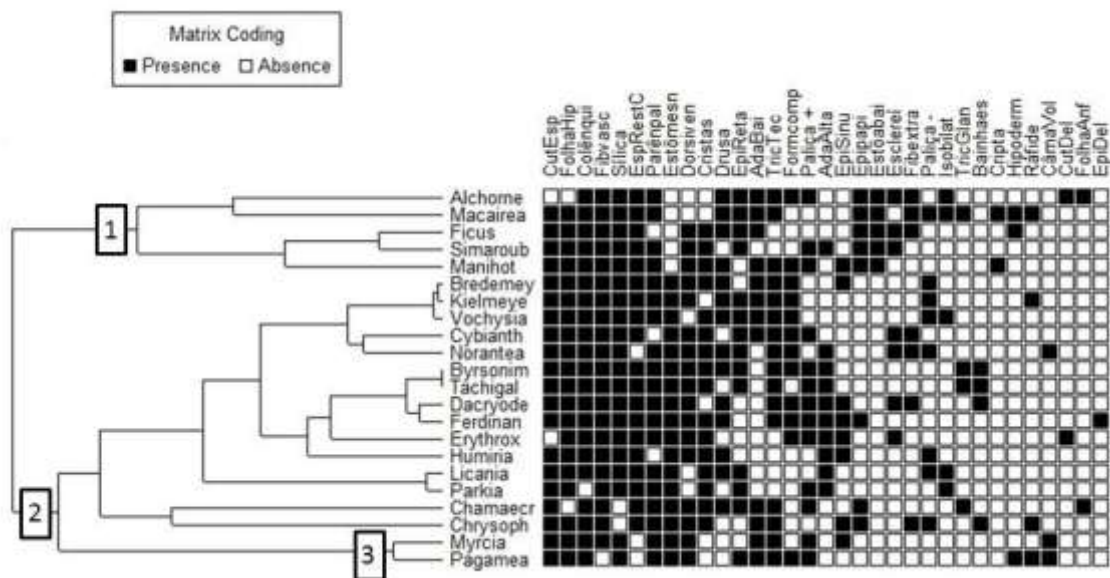 Matrix Coding
■ Presence □ Absence
CutEsp
FolhaHip
Colênqui
Fibvasc
Sílica
EspRestC
Parênpal
Estômesn
Dorsiven
Cristas
Drusa
EpiReta
AdaBai
TricTec
Formcomp
Paliça +
AdaAlta
EpiSinu
Epipapi
Estoabai
Esclereí
Fibextra
Paliça -
Isobilat
TricGlan
Bainhaes
Cripta
Hipoderm
Ráfide
CâmaVol
CutDel
FolhaAnf
EpiDel
Alchorne
Macairea
Ficus
Simaroub
Manihot
Bredemey
Kielmeye
Vochysia
Cybianth
Norantea
Byrsonim
Tachigal
Dacryode
Ferdinan
Erythrox
Humiria
Licania
Parkia
Chamaecr
Chrysoph
Myrcia
Pagamea
1
2
3